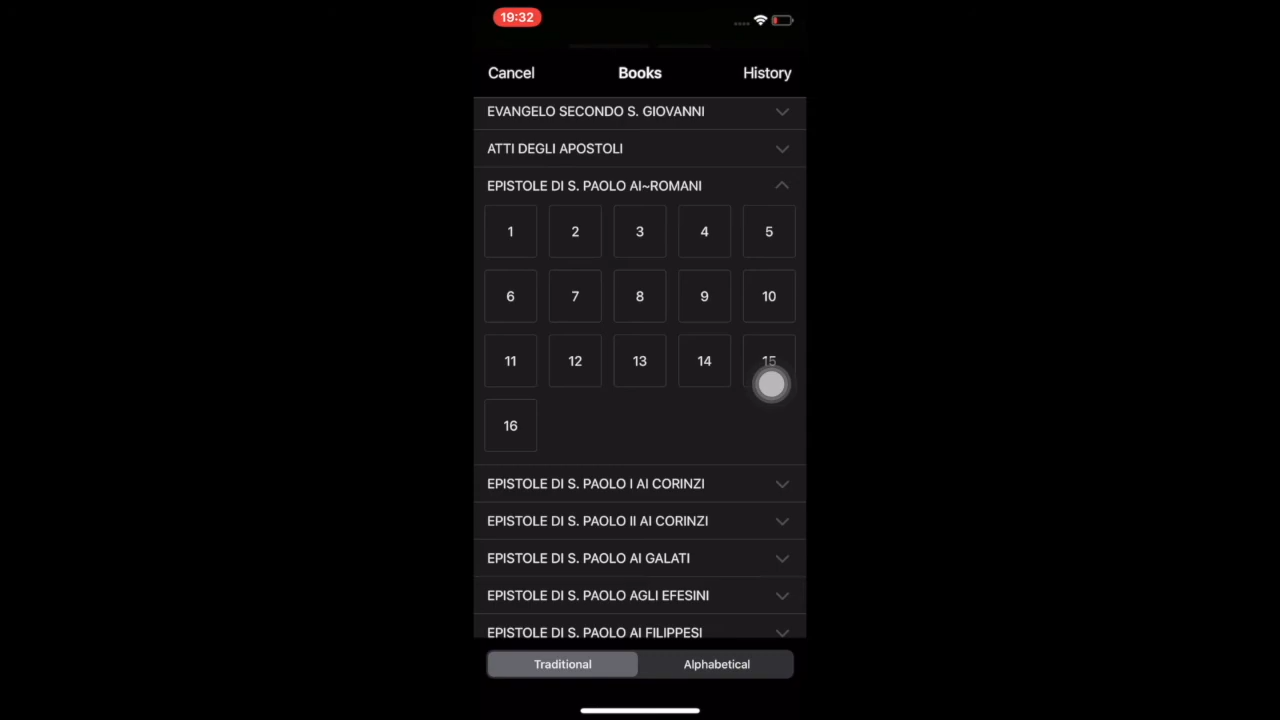 19:32
Cancel Books History
EVANGELO SECONDO S. GIOVANNI
ATTI DEGLI APOSTOLI
EPISTOLE DI S. PAOLO AI~ROMANI
1 2 3 4 5
6 7 8 9 10
11 12 13 14 15
16
EPISTOLE DI S. PAOLO I AI CORINZI
EPISTOLE DI S. PAOLO II AI CORINZI
EPISTOLE DI S. PAOLO AI GALATI
EPISTOLE DI S. PAOLO AGLI EFESINI
EPISTOLE DI S. PAOLO AI FILIPPESI
Traditional Alphabetical